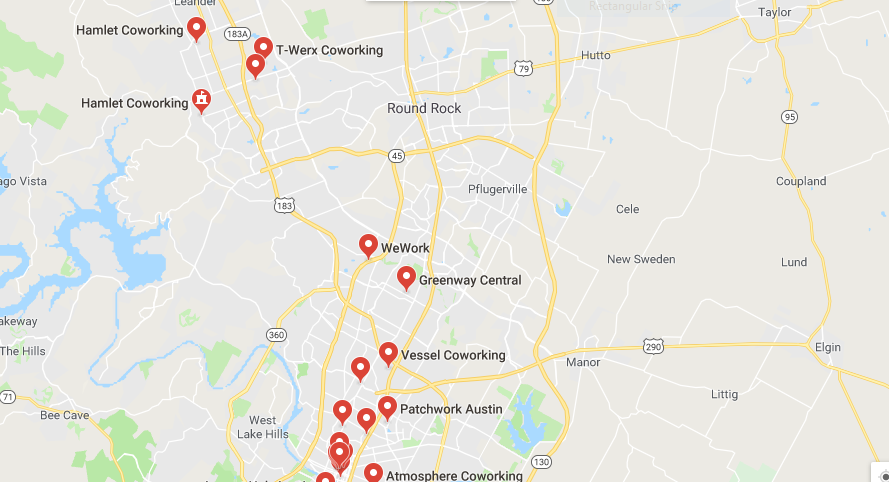 Leander
Rectangular
Taylor
Hamlet Coworking
183A
T-Werx Coworking
Hutto
79
Hamlet Coworking
Round Rock
95
45
ago Vista
Pflugerville
Coupland
183
Cele
WeWork
New Sweden
Lund
Greenway Central
akeway
360
The Hills
290
Elgin
Vessel Coworking
Manor
71
Littig
Bee Cave
Patchwork Austin
West
Lake Hills
130
Atmosphere Coworking